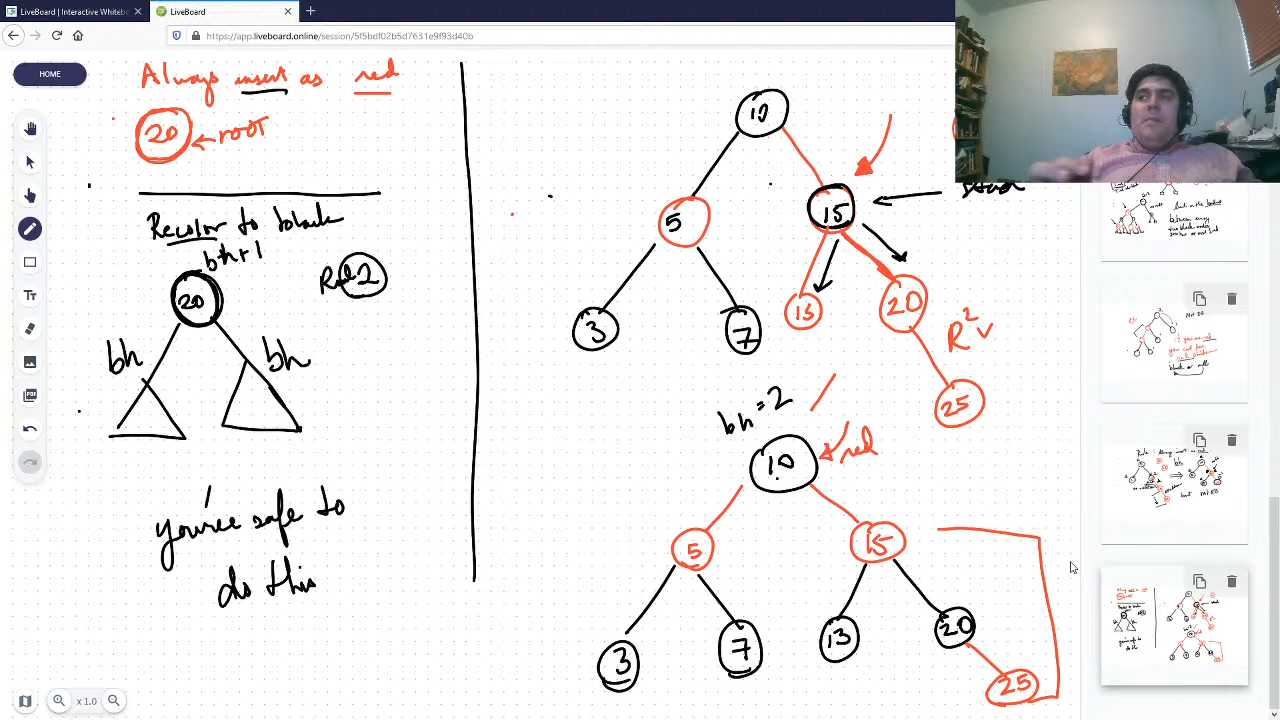 LiveBoard | Interactive Whiteb
LiveBoard
https://app.liveboard.online/session/5f5bdf02b5d7631e9f93d40b
HOME
Always insert as red
20 ← root
Recolor to black
bh+1
20
bh
bh
you're safe to
do this
10
5
15
3
7
13
20
R²v
25
bh = 2
10
red
5
15
3
7
13
20
25
x 1.0